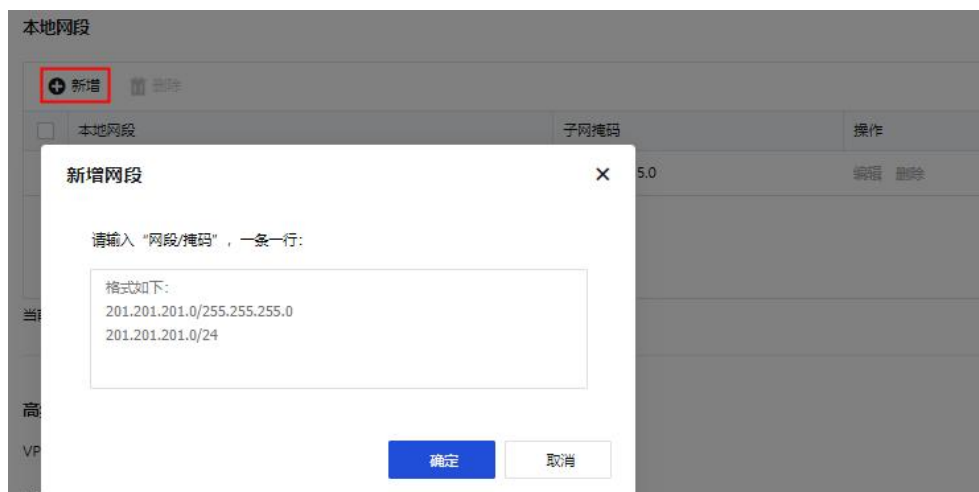 本地网段
新增 删除
本地网段 子网掩码 操作
新增网段
5.0 编辑 删除
请输入“网段/掩码”，一条一行：
格式如下：
201.201.201.0/255.255.255.0
201.201.201.0/24
当
高
VP
确定 取消